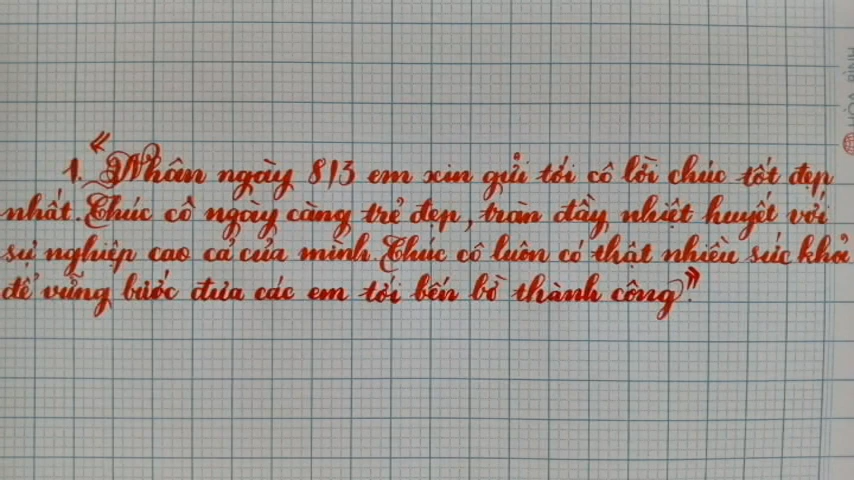 1. "Nhân ngày 8/3 em xin gửi tới cô lời chúc tốt đẹp
nhất. Chúc cô ngày càng trẻ đẹp, tràn đầy nhiệt huyết với
sự nghiệp cao cả của mình. Chúc cô luôn có thật nhiều sức khỏ
để vững bước đưa các em tới bến bờ thành công".